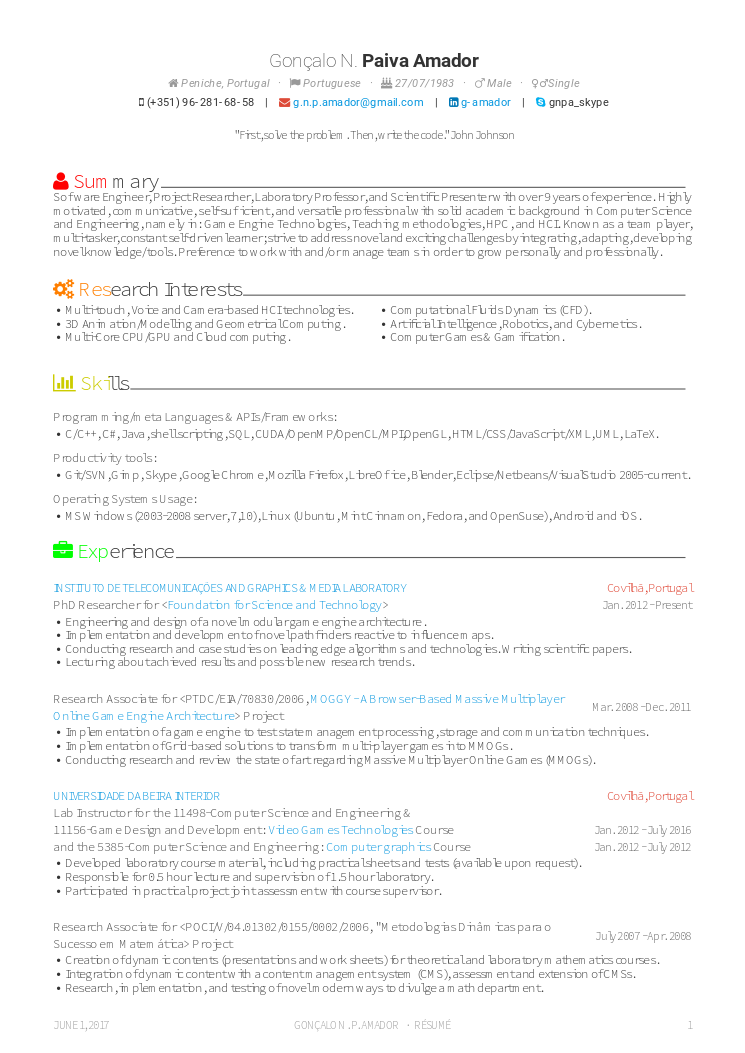 Gonçalo N. Paiva Amador
Peniche, Portugal · Portuguese · 27/07/1983 · Male · Single
(+351) 96-281-68-58 | g.n.p.amador@gmail.com | g-amador | gnpa_skype
"First, solve the problem. Then, write the code." John Johnson
Summary
Software Engineer, Project Researcher, Laboratory Professor, and Scientific Presenter with over 9 years of experience. Highly
motivated, communicative, self-sufficient, and versatile professional with solid academic background in Computer Science
and Engineering, namely in: Game Engine Technologies, Teaching methodologies, HPC, and HCI. Known as a team player,
multi-tasker, constant self-driven learner; strive to address novel and exciting challenges by integrating, adapting, developing
novel knowledge/tools. Preference to work with and/or manage teams in order to grow personally and professionally.
Research Interests
• Multi-touch, Voice and Camera-based HCI technologies.
• 3D Animation/Modelling and Geometrical Computing.
• Multi-Core CPU/GPU and Cloud computing.
• Computational Fluids Dynamics (CFD).
• Artificial Intelligence, Robotics, and Cybernetics.
• Computer Games & Gamification.
Skills
Programming/meta Languages & APIs/Frameworks:
• C/C++, C#, Java, shell scripting, SQL, CUDA/OpenMP/OpenCL/MPI, OpenGL, HTML/CSS/JavaScript/XML, UML, LaTeX.
Productivity tools:
• Git/SVN, Gimp, Skype, Google Chrome, Mozilla Firefox, LibreOffice, Blender, Eclipse/Netbeans/Visual Studio 2005-current.
Operating Systems Usage:
• MS Windows (2003-2008 server, 7, 10), Linux (Ubuntu, Mint Cinnamon, Fedora, and OpenSuse), Android and iOS.
Experience
INSTITUTO DE TELECOMUNICAÇÕES AND GRAPHICS & MEDIA LABORATORY Covilhã, Portugal
PhD Researcher for <Foundation for Science and Technology> Jan. 2012 - Present
• Engineering and design of a novel modular game engine architecture.
• Implementation and development of novel pathfinders reactive to influence maps.
• Conducting research and case studies on leading edge algorithms and technologies. Writing scientific papers.
• Lecturing about achieved results and possible new research trends.
Research Associate for <PTDC/EIA/70830/2006, MOGGY - A Browser-Based Massive Multiplayer
Online Game Engine Architecture> Project Mar. 2008 - Dec. 2011
• Implementation of a game engine to test state management processing, storage and communication techniques.
• Implementation of Grid-based solutions to transform multi-player games into MMOGs.
• Conducting research and review the state of art regarding Massive Multiplayer Online Games (MMOGs).
UNIVERSIDADE DA BEIRA INTERIOR Covilhã, Portugal
Lab Instructor for the 11498-Computer Science and Engineering &
11156-Game Design and Development: Video Games Technologies Course Jan. 2012 - July 2016
and the 5385-Computer Science and Engineering: Computer graphics Course Jan. 2012 - July 2012
• Developed laboratory course material, including practical sheets and tests (available upon request).
• Responsible for 0.5 hour lecture and supervision of 1.5 hour laboratory.
• Participated in practical project joint assessment with course supervisor.
Research Associate for <POCI/V/04.01302/0155/0002/2006, "Metodologias Dinâmicas para o
Sucesso em Matemática> Project July 2007 - Apr. 2008
• Creation of dynamic contents (presentations and work sheets) for theoretical and laboratory mathematics courses.
• Integration of dynamic content with a content management system (CMS), assessment and extension of CMSs.
• Research, implementation, and testing of novel modern ways to divulge a math department.
JUNE 1, 2017 GONÇALO N. P. AMADOR · RÉSUMÉ 1